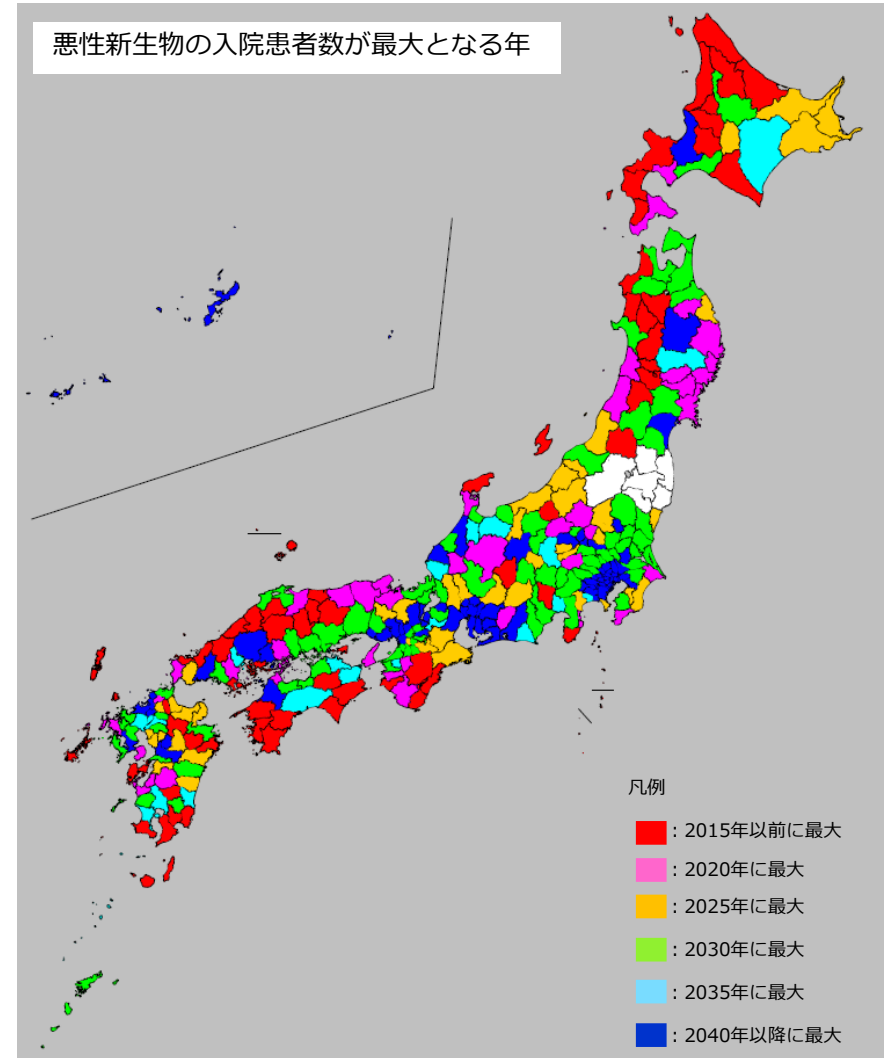 悪性新生物の入院患者数が最大となる年
凡例
：2015年以前に最大
：2020年に最大
：2025年に最大
：2030年に最大
：2035年に最大
：2040年以降に最大